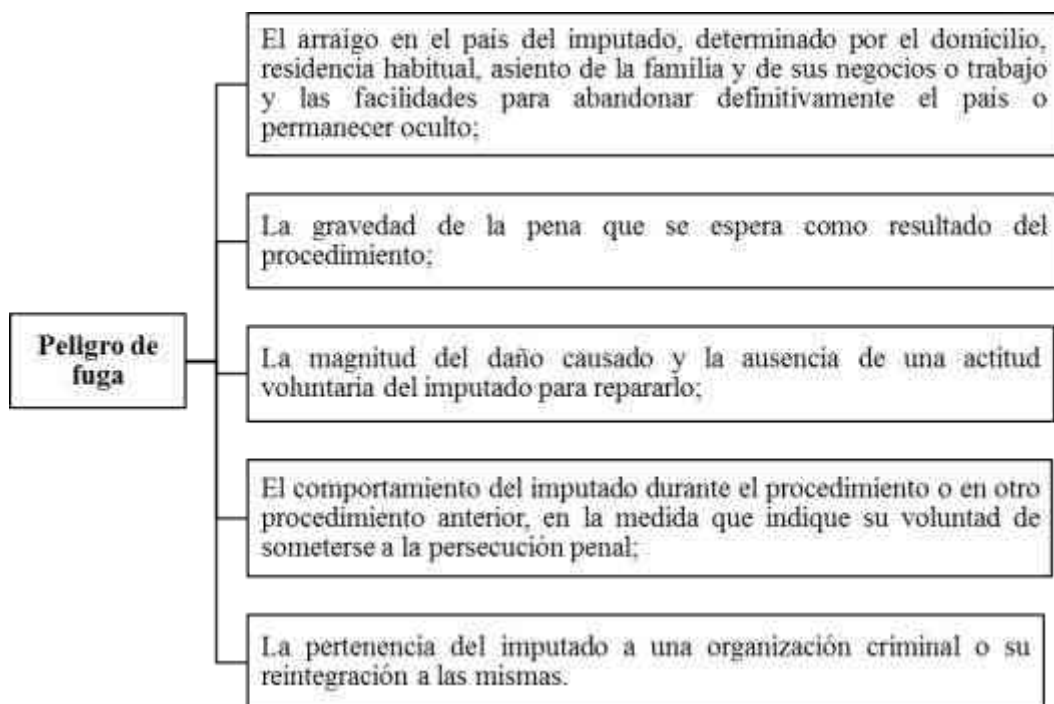 El arraigo en el país del imputado, determinado por el domicilio,
residencia habitual, asiento de la familia y de sus negocios o trabajo
y las facilidades para abandonar definitivamente el país o
permanecer oculto;
La gravedad de la pena que se espera como resultado del
procedimiento;
Peligro de
fuga
La magnitud del daño causado y la ausencia de una actitud
voluntaria del imputado para repararlo;
El comportamiento del imputado durante el procedimiento o en otro
procedimiento anterior, en la medida que indique su voluntad de
someterse a la persecución penal;
La pertenencia del imputado a una organización criminal o su
reintegración a las mismas.